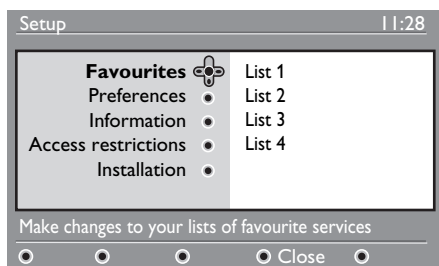 Setup 11:28
Favourites
Preferences
Information
Access restrictions
Installation
List 1
List 2
List 3
List 4
Make changes to your lists of favourite services
Close